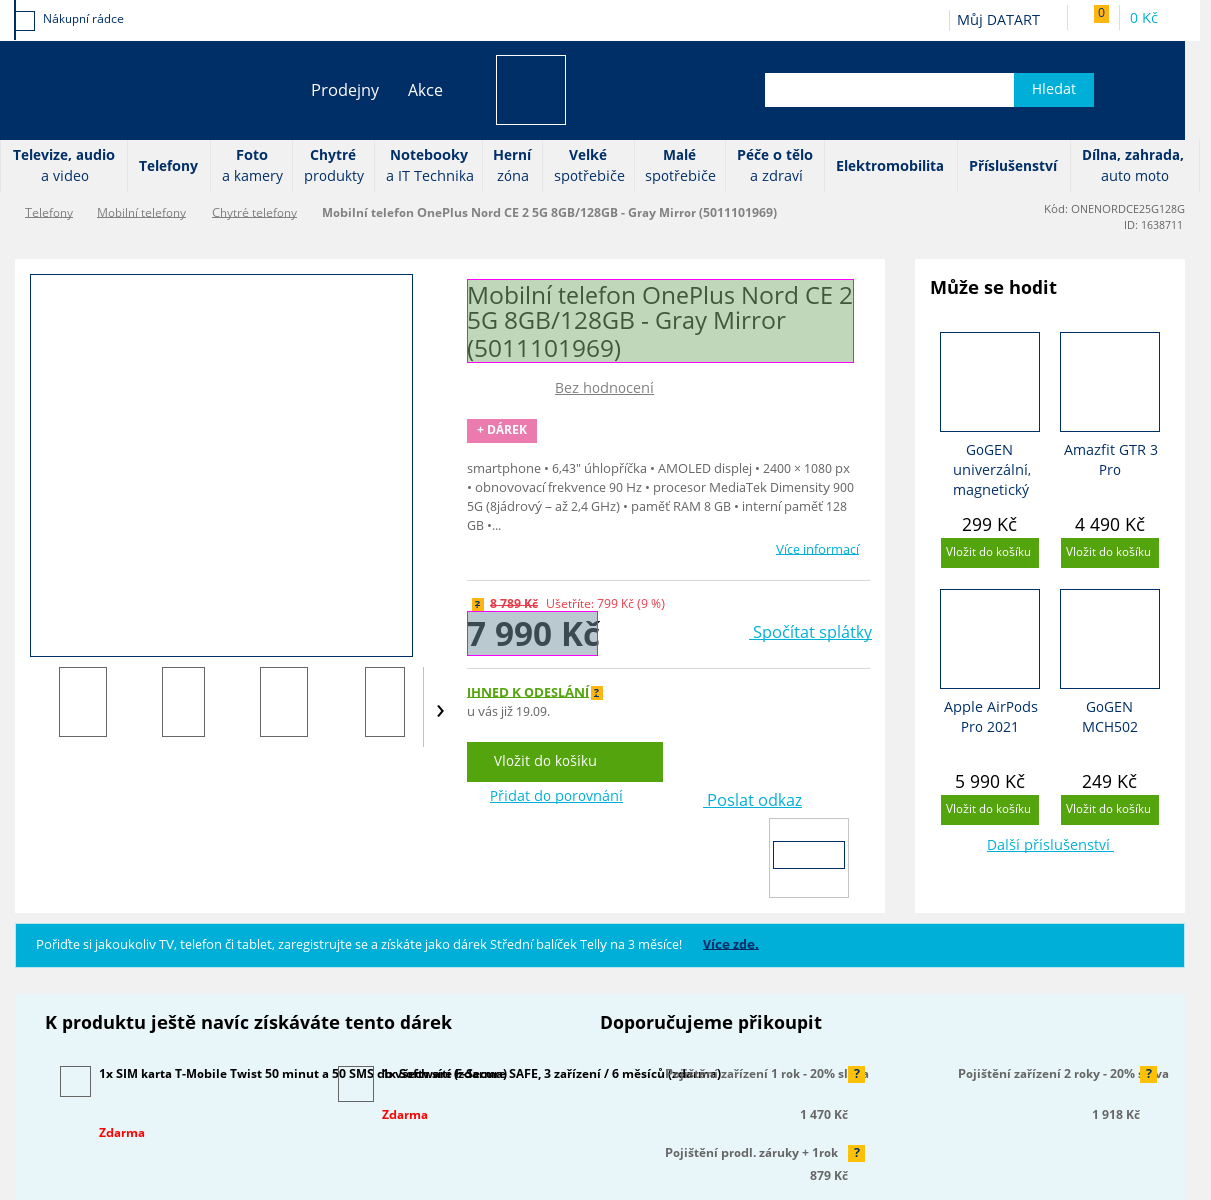 Nákupní rádce
Můj DATART
0
0 Kč
Prodejny
Akce
Hledat
Televize, audio
a video
Telefony
Foto
a kamery
Chytré
produkty
Notebooky
a IT Technika
Herní
zóna
Velké
spotřebiče
Malé
spotřebiče
Péče o tělo
a zdraví
Elektromobilita
Příslušenství
Dílna, zahrada,
auto moto
Telefony
Mobilní telefony
Chytré telefony
Mobilní telefon OnePlus Nord CE 2 5G 8GB/128GB - Gray Mirror (5011101969)
Kód: ONENORDCE25G128G
ID: 1638711
Mobilní telefon OnePlus Nord CE 2
5G 8GB/128GB - Gray Mirror
(5011101969)
Bez hodnocení
+ DÁREK
smartphone • 6,43" úhlopříčka • AMOLED displej • 2400 × 1080 px
• obnovovací frekvence 90 Hz • procesor MediaTek Dimensity 900
5G (8jádrový – až 2,4 GHz) • paměť RAM 8 GB • interní paměť 128
GB •...
Více informací
? 8 789 Kč Ušetříte: 799 Kč (9 %)
7 990 Kč
Spočítat splátky
IHNED K ODESLÁNÍ ?
u vás již 19.09.
Vložit do košíku
Přidat do porovnání
Poslat odkaz
Může se hodit
GoGEN
univerzální,
magnetický
299 Kč
Vložit do košíku
Amazfit GTR 3
Pro
4 490 Kč
Vložit do košíku
Apple AirPods
Pro 2021
5 990 Kč
Vložit do košíku
GoGEN
MCH502
249 Kč
Vložit do košíku
Další příslušenství
Pořiďte si jakoukoliv TV, telefon či tablet, zaregistrujte se a získáte jako dárek Střední balíček Telly na 3 měsíce! Více zde.
K produktu ještě navíc získáváte tento dárek
1x SIM karta T-Mobile Twist 50 minut a 50 SMS do všech sítí (zdarma)
Zdarma
1x Software F-Secure SAFE, 3 zařízení / 6 měsíců (zdarma)
Zdarma
Doporučujeme přikoupit
Pojištění zařízení 1 rok - 20% sleva ?
1 470 Kč
Pojištění zařízení 2 roky - 20% sleva ?
1 918 Kč
Pojištění prodl. záruky + 1rok ?
879 Kč